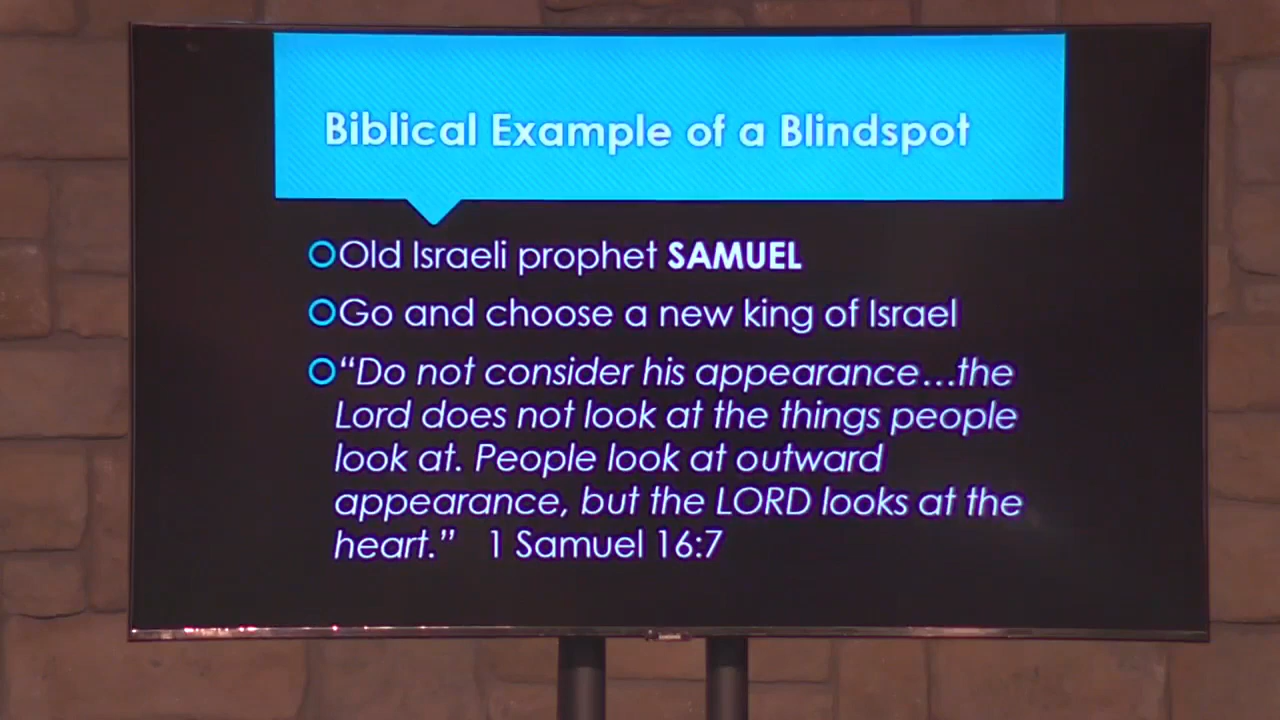 Biblical Example of a Blindspot
Old Israeli prophet SAMUEL
Go and choose a new king of Israel
“Do not consider his appearance…the
Lord does not look at the things people
look at. People look at outward
appearance, but the LORD looks at the
heart.” 1 Samuel 16:7